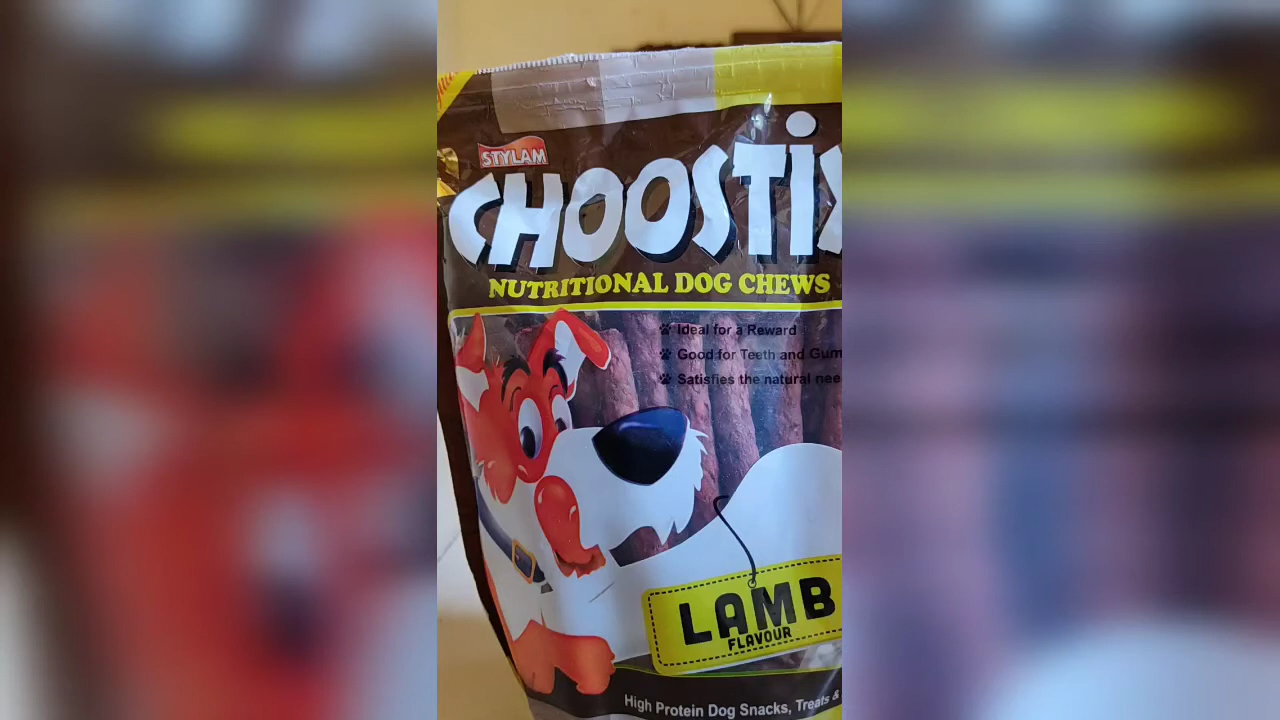 STYLAM
CHOOSTIX
NUTRITIONAL DOG CHEWS
Ideal for a Reward
Good for Teeth and Gum
Satisfies the natural nee
LAMB
FLAVOUR
High Protein Dog Snacks, Treats &